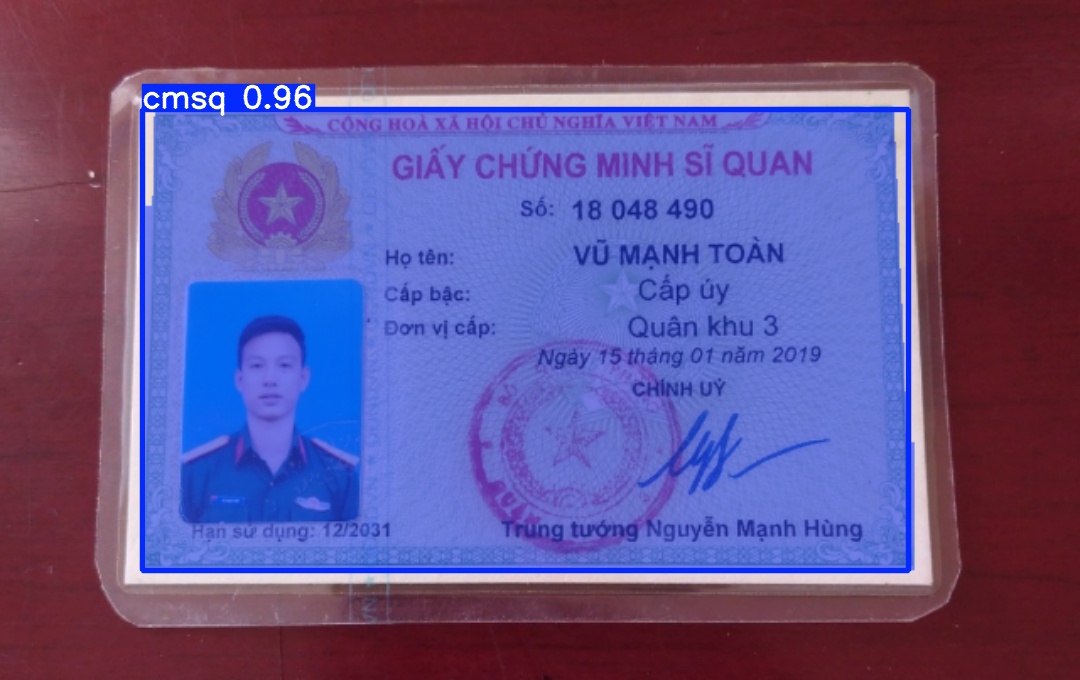 cmsq 0.96
CỘNG HOÀ XÃ HỘI CHỦ NGHĨA VIỆT NAM
GIẤY CHỨNG MINH SĨ QUAN
Số: 18 048 490
Họ tên: VŨ MẠNH TOÀN
Cấp bậc: Cấp úy
Đơn vị cấp: Quân khu 3
Ngày 15 tháng 01 năm 2019
CHÍNH UỶ
Hạn sử dụng: 12/2031
Trung tướng Nguyễn Mạnh Hùng